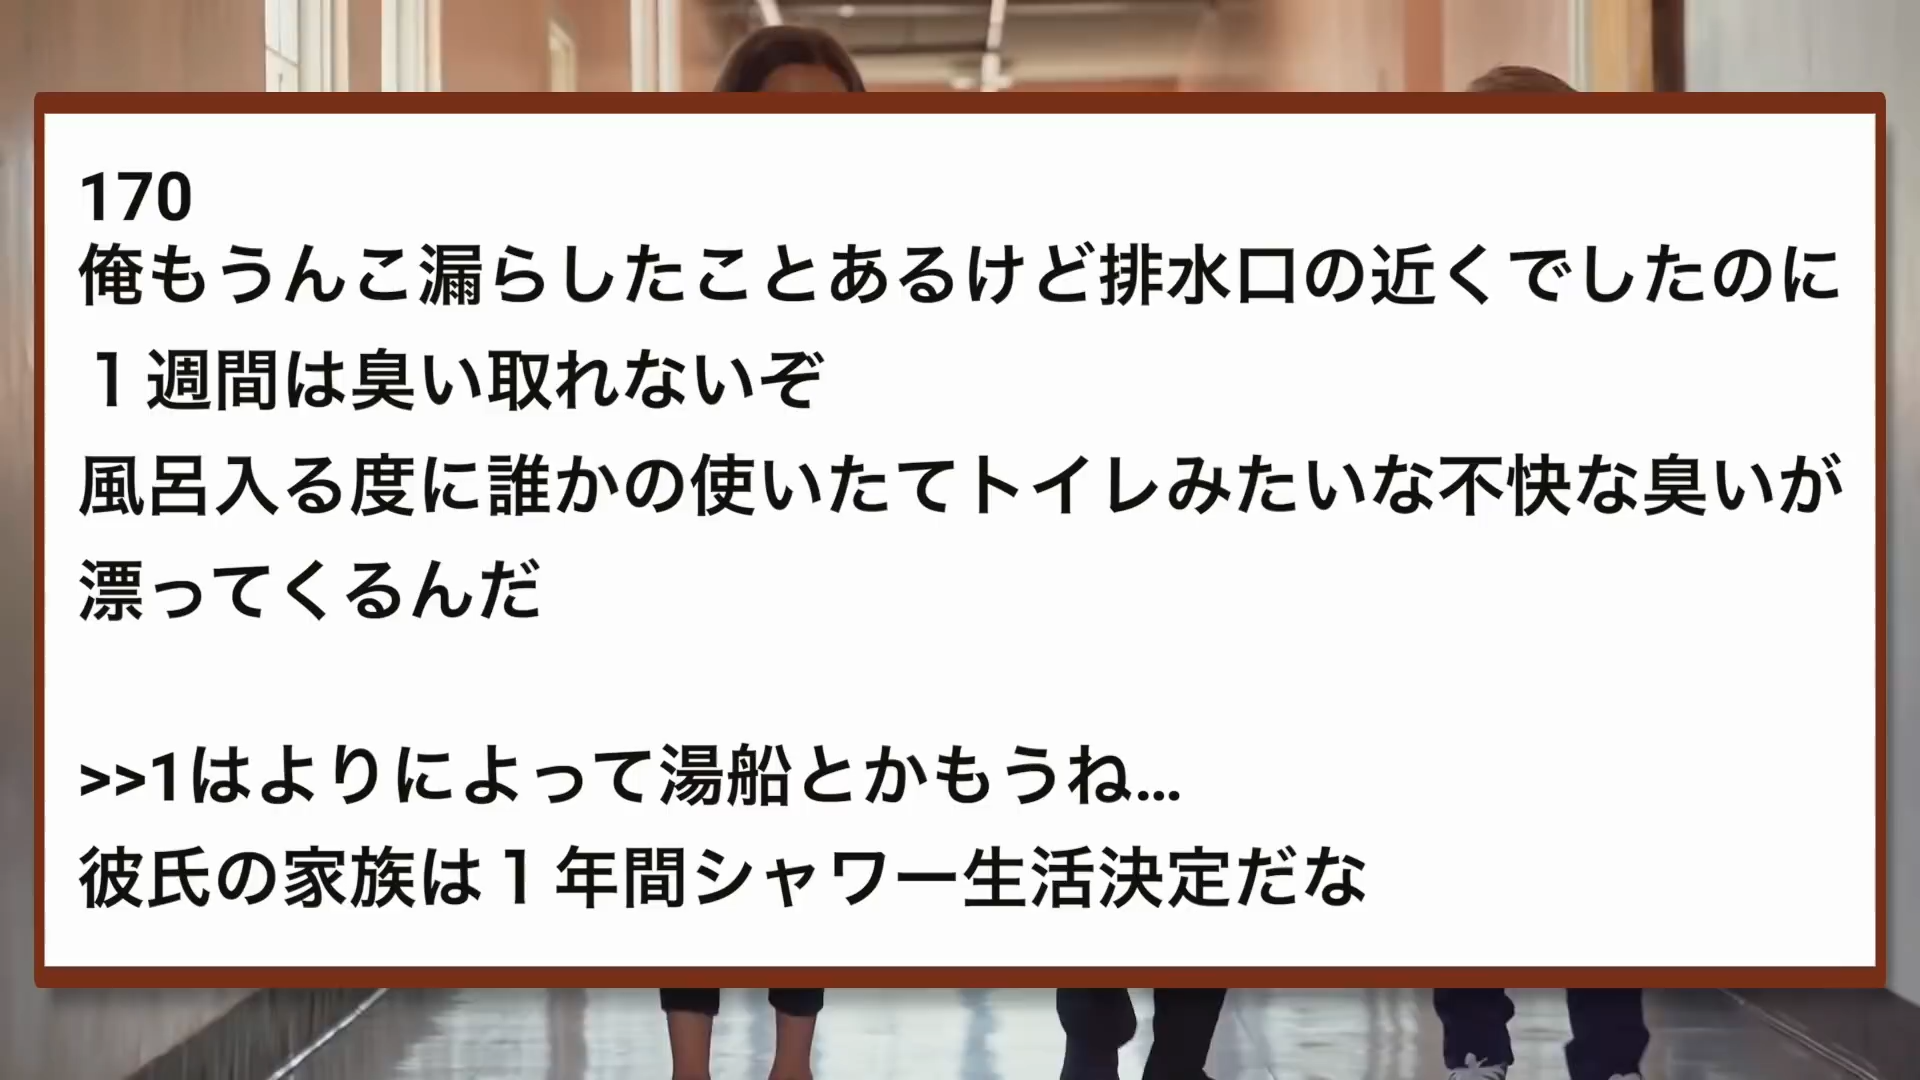 170
俺もうんこ漏らしたことあるけど排水口の近くでしたのに
１週間は臭い取れないぞ
風呂入る度に誰かの使いたてトイレみたいな不快な臭いが
漂ってくるんだ
>>1はよりによって湯船とかもうね…
彼氏の家族は１年間シャワー生活決定だな